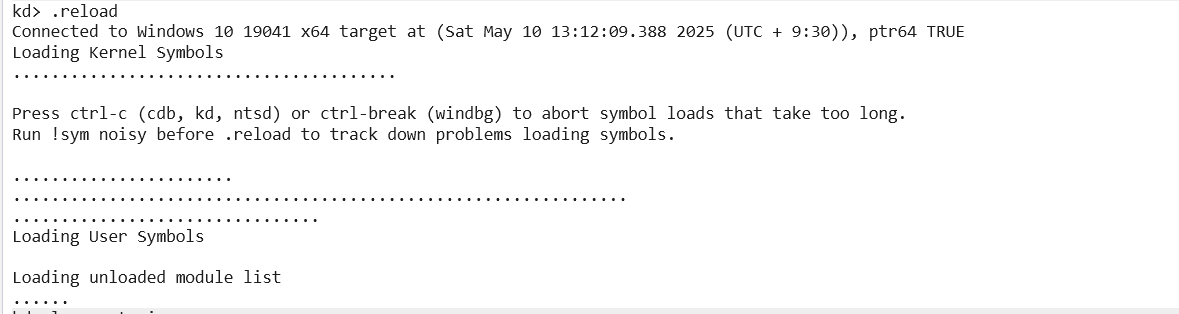 kd> .reload
Connected to Windows 10 19041 x64 target at (Sat May 10 13:12:09.388 2025 (UTC + 9:30)), ptr64 TRUE
Loading Kernel Symbols
........................................

Press ctrl-c (cdb, kd, ntsd) or ctrl-break (windbg) to abort symbol loads that take too long.
Run !sym noisy before .reload to track down problems loading symbols.

.......................
................................................................
................................
Loading User Symbols

Loading unloaded module list
......